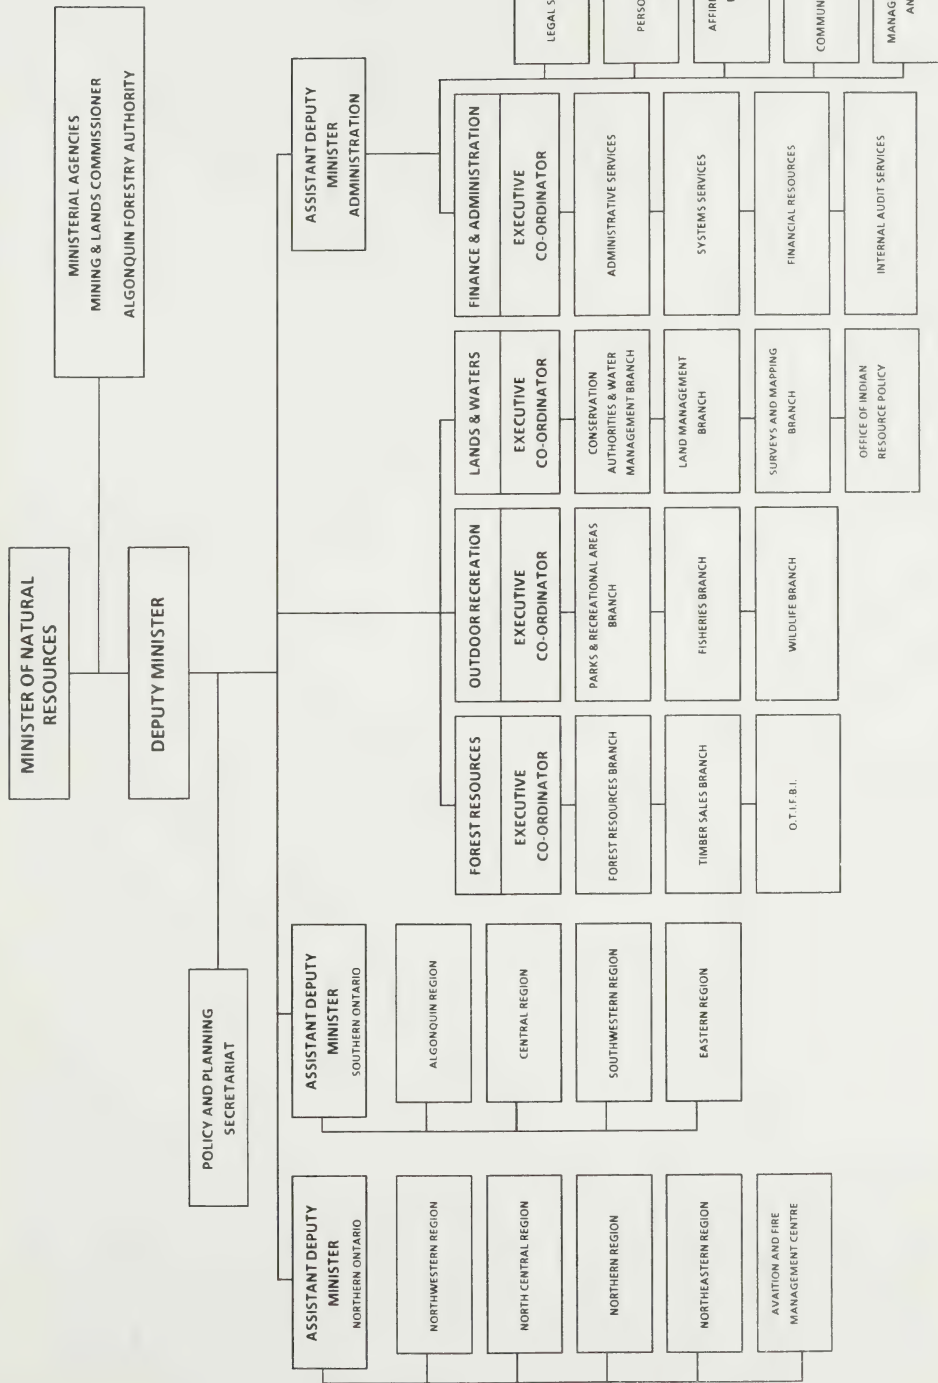 MINISTER OF NATURAL
RESOURCES
MINISTERIAL AGENCIES
MINING & LANDS COMMISSIONER
ALGONQUIN FORESTRY AUTHORITY
DEPUTY MINISTER
POLICY AND PLANNING
SECRETARIAT
ASSISTANT DEPUTY
MINISTER
NORTHERN ONTARIO
NORTHWESTERN REGION
NORTH CENTRAL REGION
NORTHERN REGION
NORTHEASTERN REGION
AVAITION AND FIRE
MANAGEMENT CENTRE
ASSISTANT DEPUTY
MINISTER
SOUTHERN ONTARIO
ALGONQUIN REGION
CENTRAL REGION
SOUTHWESTERN REGION
EASTERN REGION
FOREST RESOURCES
EXECUTIVE
CO-ORDINATOR
FOREST RESOURCES BRANCH
TIMBER SALES BRANCH
O.T.I.F.B.I.
OUTDOOR RECREATION
EXECUTIVE
CO-ORDINATOR
PARKS & RECREATIONAL AREAS
BRANCH
FISHERIES BRANCH
WILDLIFE BRANCH
LANDS & WATERS
EXECUTIVE
CO-ORDINATOR
CONSERVATION
AUTHORITIES & WATER
MANAGEMENT BRANCH
LAND MANAGEMENT
BRANCH
SURVEYS AND MAPPING
BRANCH
OFFICE OF INDIAN
RESOURCE POLICY
ASSISTANT DEPUTY
MINISTER
ADMINISTRATION
FINANCE & ADMINISTRATION
EXECUTIVE
CO-ORDINATOR
ADMINISTRATIVE SERVICES
SYSTEMS SERVICES
FINANCIAL RESOURCES
INTERNAL AUDIT SERVICES
LEGAL S
PERSO
AFFIR
COMMUN
MANAG
AN